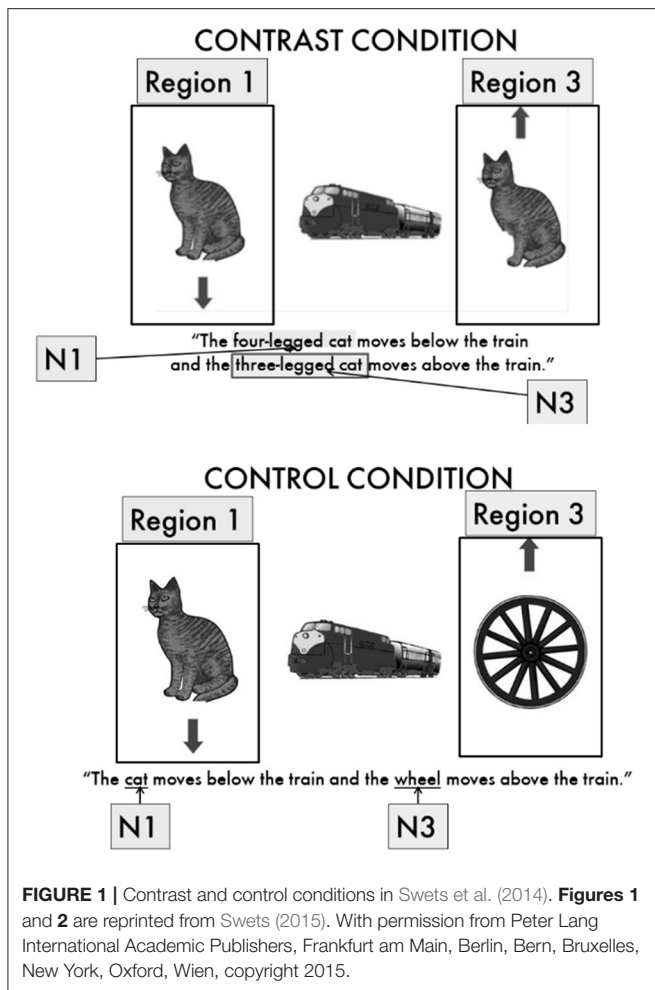 CONTRAST CONDITION
Region 1
Region 3
“The four-legged cat moves below the train
and the three-legged cat moves above the train.”
N1
N3
CONTROL CONDITION
Region 1
Region 3
“The cat moves below the train and the wheel moves above the train.”
N1
N3
FIGURE 1 | Contrast and control conditions in Swets et al. (2014). Figures 1
and 2 are reprinted from Swets (2015). With permission from Peter Lang
International Academic Publishers, Frankfurt am Main, Berlin, Bern, Bruxelles,
New York, Oxford, Wien, copyright 2015.